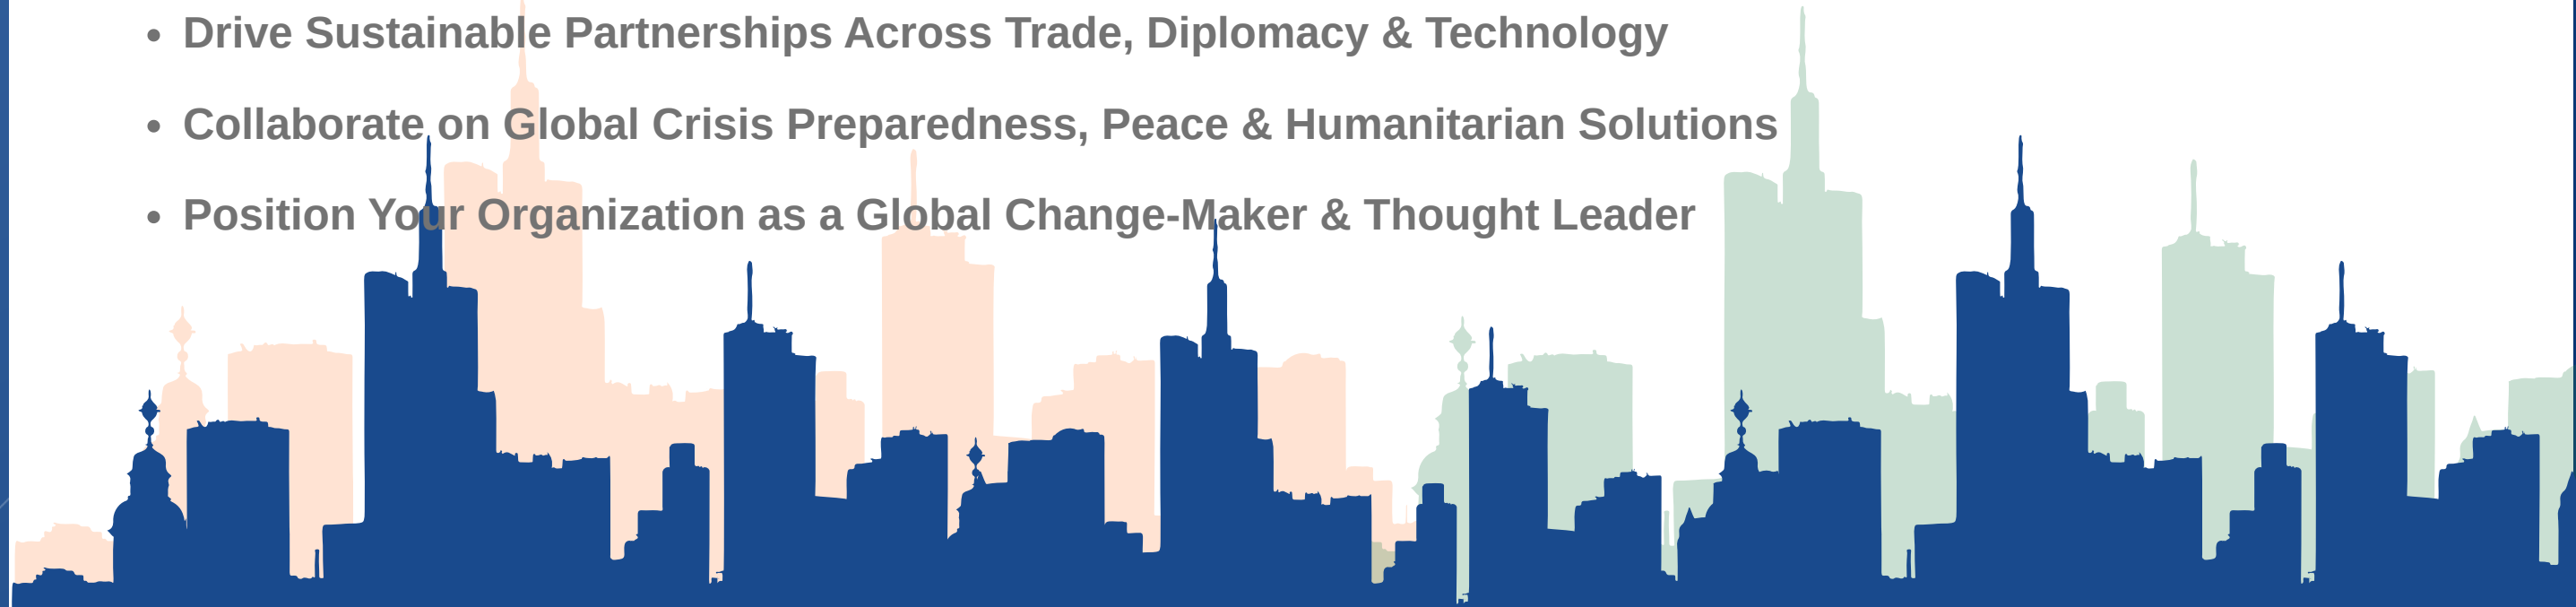 • Drive Sustainable Partnerships Across Trade, Diplomacy & Technology
• Collaborate on Global Crisis Preparedness, Peace & Humanitarian Solutions
• Position Your Organization as a Global Change-Maker & Thought Leader